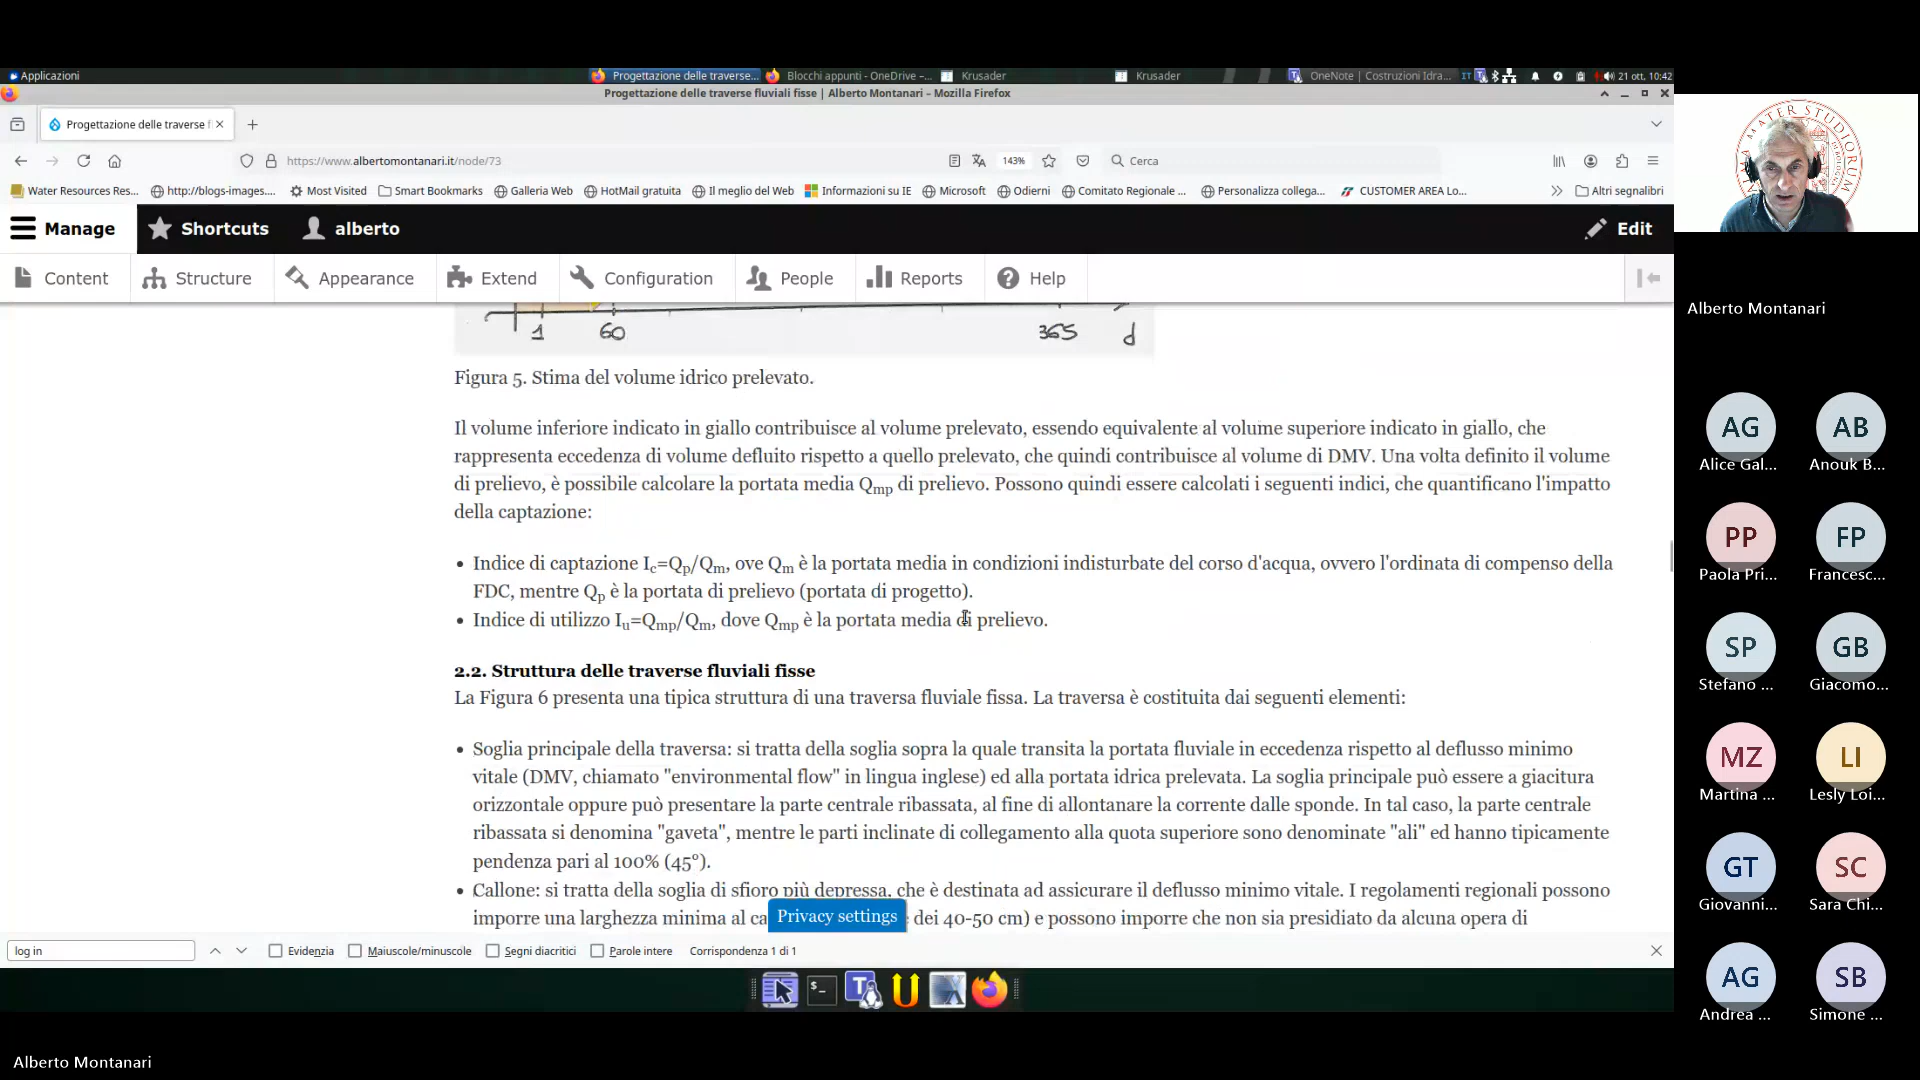 Applicazioni
Progettazione delle traverse...
Blocchi appunti - OneDrive –...
Krusader
Krusader
OneNote | Costruzioni Idra...
IT
21 ott, 10:42
Progettazione delle traverse fluviali fisse | Alberto Montanari – Mozilla Firefox
Progettazione delle traverse f
https://www.albertomontanari.it/node/73
143%
Cerca
Water Resources Res...
http://blogs-images....
Most Visited
Smart Bookmarks
Galleria Web
HotMail gratuita
Il meglio del Web
Informazioni su IE
Microsoft
Odierni
Comitato Regionale ...
Personalizza collega...
CUSTOMER AREA Lo...
Altri segnalibri
Manage
Shortcuts
alberto
Edit
Content
Structure
Appearance
Extend
Configuration
People
Reports
Help
1 60 365 d
Figura 5. Stima del volume idrico prelevato.
Il volume inferiore indicato in giallo contribuisce al volume prelevato, essendo equivalente al volume superiore indicato in giallo, che
rappresenta eccedenza di volume defluito rispetto a quello prelevato, che quindi contribuisce al volume di DMV. Una volta definito il volume
di prelievo, è possibile calcolare la portata media Qmp di prelievo. Possono quindi essere calcolati i seguenti indici, che quantificano l'impatto
della captazione:
• Indice di captazione Ic=Qp/Qm, ove Qm è la portata media in condizioni indisturbate del corso d'acqua, ovvero l'ordinata di compenso della
FDC, mentre Qp è la portata di prelievo (portata di progetto).
• Indice di utilizzo Iu=Qmp/Qm, dove Qmp è la portata media di prelievo.
2.2. Struttura delle traverse fluviali fisse
La Figura 6 presenta una tipica struttura di una traversa fluviale fissa. La traversa è costituita dai seguenti elementi:
• Soglia principale della traversa: si tratta della soglia sopra la quale transita la portata fluviale in eccedenza rispetto al deflusso minimo
vitale (DMV, chiamato "environmental flow" in lingua inglese) ed alla portata idrica prelevata. La soglia principale può essere a giacitura
orizzontale oppure può presentare la parte centrale ribassata, al fine di allontanare la corrente dalle sponde. In tal caso, la parte centrale
ribassata si denomina "gaveta", mentre le parti inclinate di collegamento alla quota superiore sono denominate "ali" ed hanno tipicamente
pendenza pari al 100% (45°).
• Callone: si tratta della soglia di sfioro più depressa, che è destinata ad assicurare il deflusso minimo vitale. I regolamenti regionali possono
imporre una larghezza minima al ca
dei 40-50 cm) e possono imporre che non sia presidiato da alcuna opera di
Privacy settings
log in
Evidenzia
Maiuscole/minuscole
Segni diacritici
Parole intere
Corrispondenza 1 di 1
Alberto Montanari
Alberto Montanari
AG
AB
Alice Gal...
Anouk B...
PP
FP
Paola Pri...
Francesc...
SP
GB
Stefano ...
Giacomo...
MZ
LI
Martina ...
Lesly Loi...
GT
SC
Giovanni...
Sara Chi...
AG
SB
Andrea ...
Simone ...